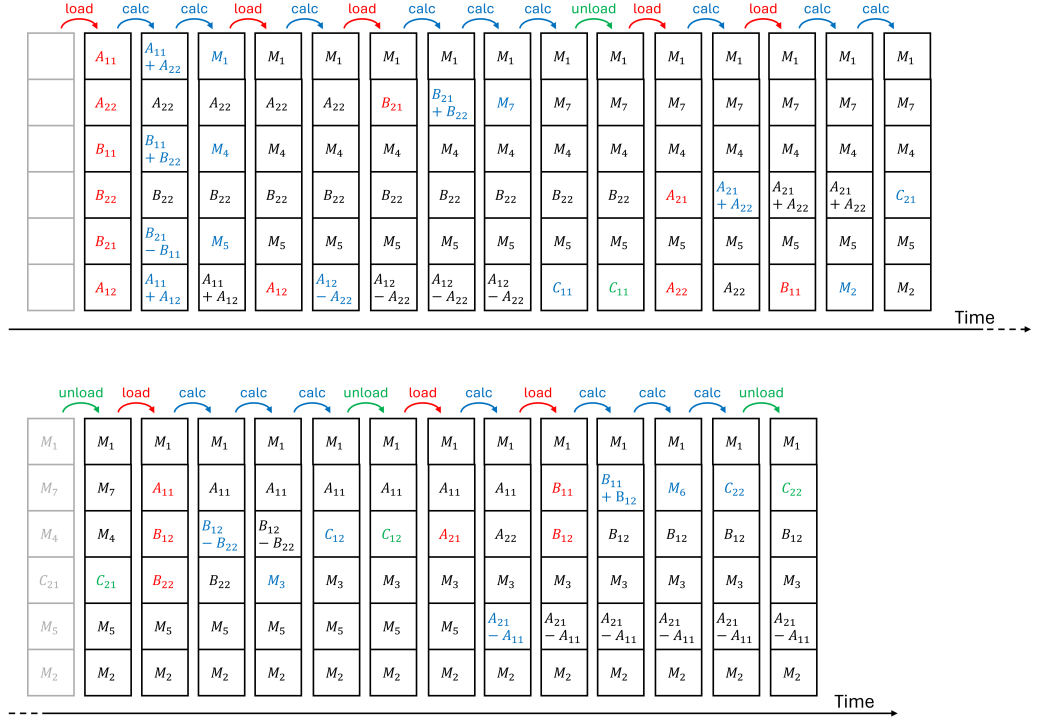 load calc calc load calc load calc calc calc unload load calc load calc calc
A₁₁ A₁₁ + A₂₂ M₁ M₁ M₁ M₁ M₁ M₁ M₁ M₁ M₁ M₁ M₁ M₁ M₁
A₂₂ A₂₂ A₂₂ A₂₂ A₂₂ B₂₁ B₂₁ + B₂₂ M₇ M₇ M₇ M₇ M₇ M₇ M₇ M₇
B₁₁ B₁₁ + B₂₂ M₄ M₄ M₄ M₄ M₄ M₄ M₄ M₄ M₄ M₄ M₄ M₄ M₄
B₂₂ B₂₂ B₂₂ B₂₂ B₂₂ B₂₂ B₂₂ B₂₂ B₂₂ B₂₂ A₂₁ A₂₁ + A₂₂ A₂₁ + A₂₂ A₂₁ + A₂₂ C₂₁
B₂₁ B₂₁ − B₁₁ M₅ M₅ M₅ M₅ M₅ M₅ M₅ M₅ M₅ M₅ M₅ M₅ M₅
A₁₂ A₁₁ + A₁₂ A₁₁ + A₁₂ A₁₂ A₁₂ − A₂₂ A₁₂ − A₂₂ A₁₂ − A₂₂ A₁₂ − A₂₂ C₁₁ C₁₁ A₂₂ A₂₂ B₁₁ M₂ M₂
Time
unload load calc calc calc unload load calc load calc calc calc unload
M₁ M₁ M₁ M₁ M₁ M₁ M₁ M₁ M₁ M₁ M₁ M₁ M₁ M₁
M₇ M₇ A₁₁ A₁₁ A₁₁ A₁₁ A₁₁ A₁₁ A₁₁ B₁₁ B₁₁ + B₁₂ M₆ C₂₂ C₂₂
M₄ M₄ B₁₂ B₁₂ − B₂₂ B₁₂ − B₂₂ C₁₂ C₁₂ A₂₁ A₂₂ B₁₂ B₁₂ B₁₂ B₁₂ B₁₂
C₂₁ C₂₁ B₂₂ B₂₂ M₃ M₃ M₃ M₃ M₃ M₃ M₃ M₃ M₃ M₃
M₅ M₅ M₅ M₅ M₅ M₅ M₅ M₅ A₂₁ − A₁₁ A₂₁ − A₁₁ A₂₁ − A₁₁ A₂₁ − A₁₁ A₂₁ − A₁₁ A₂₁ − A₁₁
M₂ M₂ M₂ M₂ M₂ M₂ M₂ M₂ M₂ M₂ M₂ M₂ M₂ M₂
Time